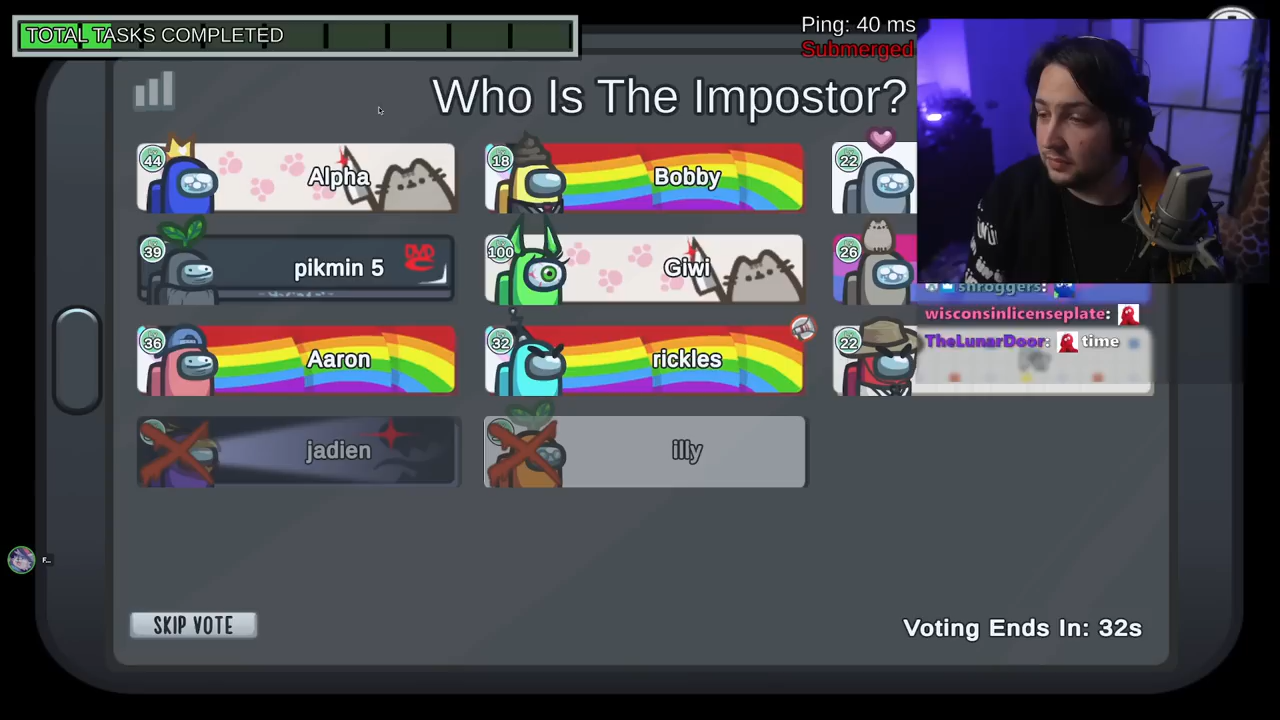 TOTAL TASKS COMPLETED
Ping: 40 ms
Submerged
Who Is The Impostor?
44
Alpha
18
Bobby
22
39
pikmin 5
DVD
100
Giwi
26
shroggers:
wisconsinlicenseplate:
TheLunarDoor: time
36
Aaron
32
rickles
22
jadien
illy
F...
SKIP VOTE
Voting Ends In: 32s